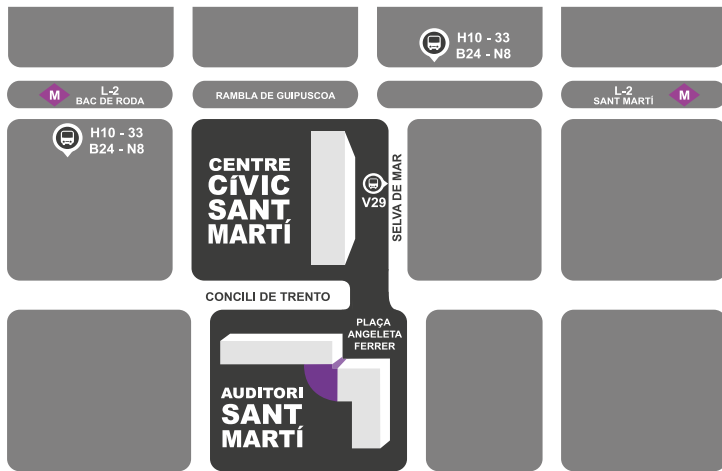 H10 - 33
B24 - N8
M
L-2
BAC DE RODA
RAMBLA DE GUIPUSCOA
L-2
SANT MARTÍ
M
H10 - 33
B24 - N8
CENTRE
CíVIC
SANT
MARTÍ
V29
SELVA DE MAR
CONCILI DE TRENTO
PLAÇA
ANGELETA
FERRER
AUDITORI
SANT
MARTÍ